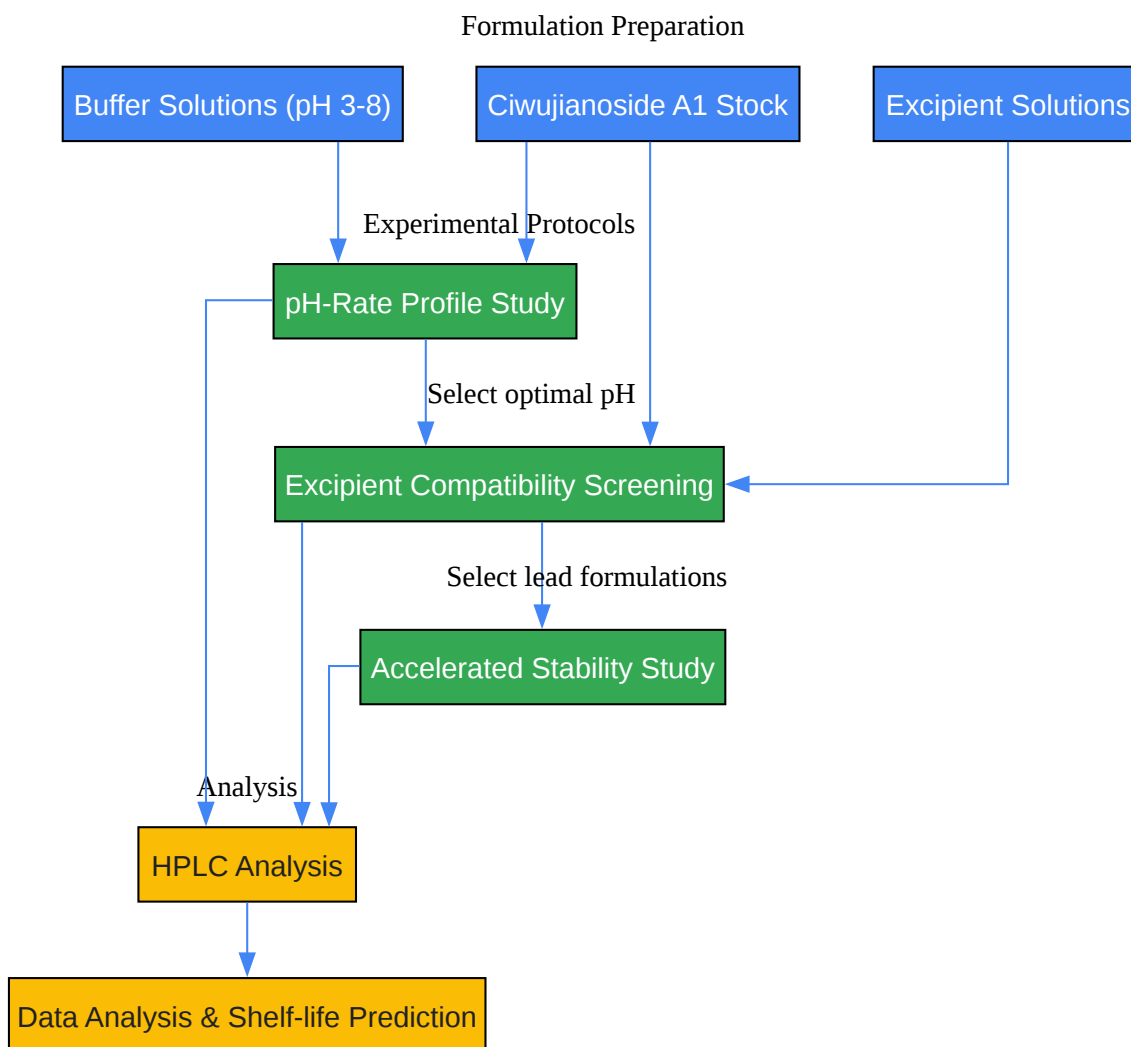 Formulation Preparation
Buffer Solutions (pH 3-8)
Ciwujianoside A1 Stock
Excipient Solutions
Experimental Protocols
pH-Rate Profile Study
Select optimal pH
Excipient Compatibility Screening
Select lead formulations
Accelerated Stability Study
Analysis
HPLC Analysis
Data Analysis & Shelf-life Prediction